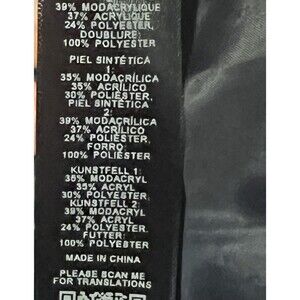 39% MODACRYLIQUE
37% ACRYLIQUE
24% POLYESTER,
DOUBLURE:
100% POLYESTER
PIEL SINTÉTICA
1:
35% MODACRÍLICA
35% ACRÍLICO
30% POLIÉSTER,
PIEL SINTÉTICA
2:
39% MODACRÍLICA
37% ACRÍLICO
24% POLIÉSTER,
FORRO:
100% POLIÉSTER
KUNSTFELL 1:
35% MODACRYL
35% ACRYL
30% POLYESTER,
KUNSTFELL 2:
39% MODACRYL
37% ACRYL
24% POLYESTER,
FUTTER:
100% POLYESTER
MADE IN CHINA
PLEASE SCAN ME
FOR TRANSLATIONS